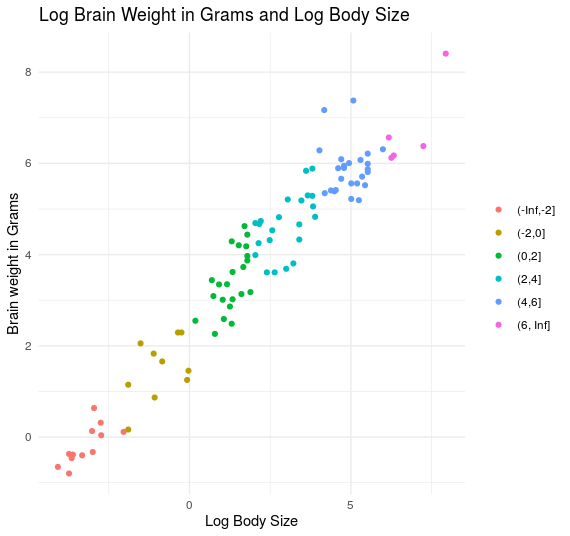 Log Brain Weight in Grams and Log Body Size
Brain weight in Grams
8
6
4
2
0
0
5
Log Body Size
(-Inf,-2]
(-2,0]
(0,2]
(2,4]
(4,6]
(6, Inf]